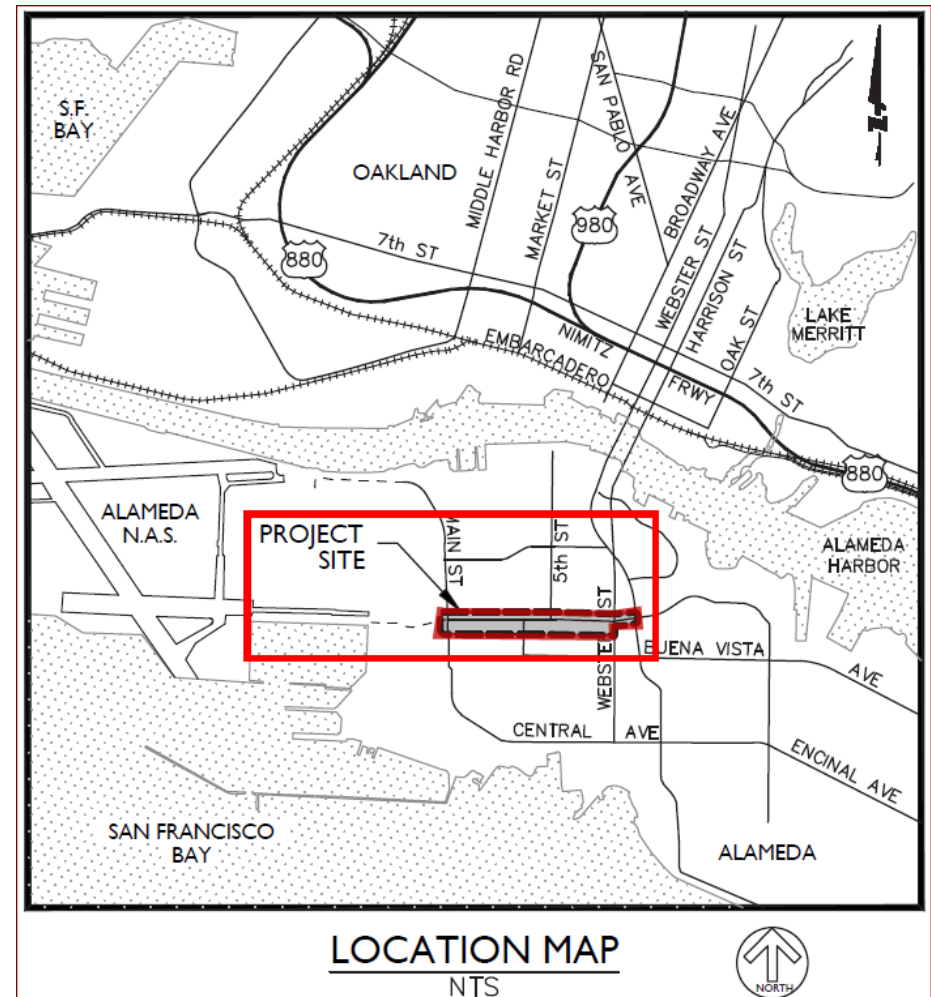 S.F.
BAY
OAKLAND
MIDDLE HARBOR RD
MARKET ST
SAN PABLO
AVE
980
BROADWAY AVE
WEBSTER ST
HARRISON ST
OAK ST
N
7th ST
880
LAKE
MERRITT
NIMITZ
FRWY
EMBARCADERO
7th ST
880
ALAMEDA
N.A.S.
PROJECT
SITE
MAIN ST
5th ST
WEBSTER ST
ALAMEDA
HARBOR
BUENA VISTA
AVE
CENTRAL AVE
ENCINAL AVE
SAN FRANCISCO
BAY
ALAMEDA
LOCATION MAP
NTS
NORTH